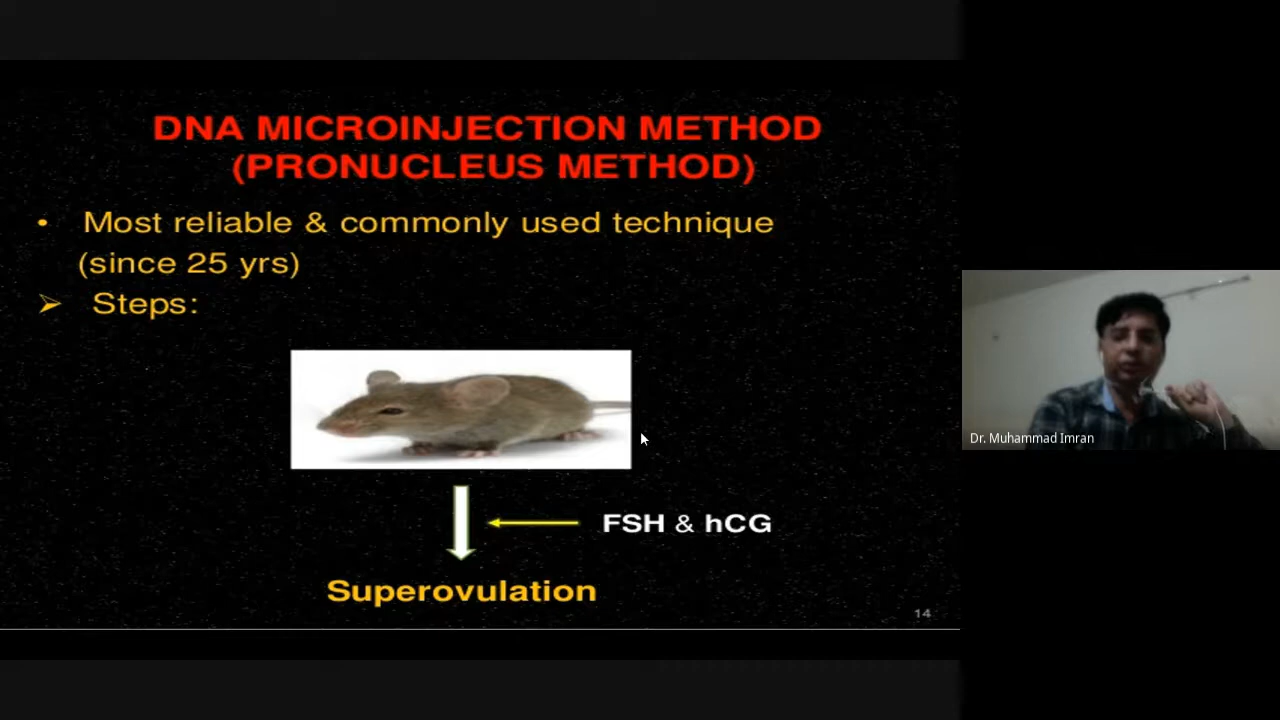 DNA MICROINJECTION METHOD
(PRONUCLEUS METHOD)
• Most reliable & commonly used technique
(since 25 yrs)
➢ Steps:
FSH & hCG
Superovulation
14
Dr. Muhammad Imran